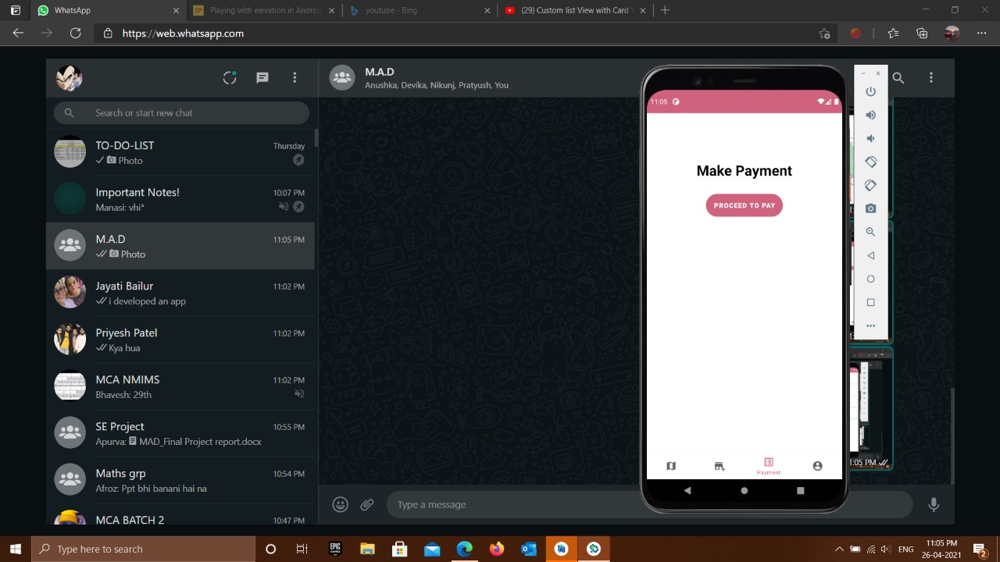 WhatsApp
SP Playing with elevation in Androi
youtube - Bing
(29) Custom list View with Card V
https://web.whatsapp.com
M.A.D
Anushka, Devika, Nikunj, Pratyush, You
Search or start new chat
TO-DO-LIST Thursday
Photo
Important Notes! 10:07 PM
Manasi: vhi*
M.A.D 11:05 PM
Photo
Jayati Bailur 11:02 PM
i developed an app
Priyesh Patel 11:02 PM
Kya hua
MCA NMIMS 11:02 PM
Bhavesh: 29th
SE Project 10:55 PM
Apurva: MAD_Final Project report.docx
Maths grp 10:54 PM
Afroz: Ppt bhi banani hai na
MCA BATCH 2 10:47 PM
11:05
Make Payment
PROCEED TO PAY
Payment
1:05 PM
Type a message
Type here to search
EPIC
GAMES
ENG
11:05 PM
26-04-2021
2